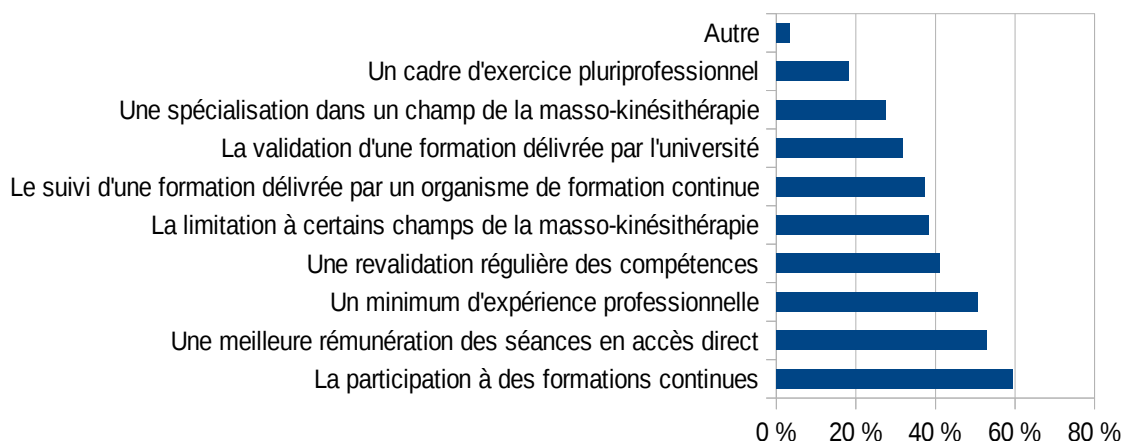 Autre
Un cadre d'exercice pluriprofessionnel
Une spécialisation dans un champ de la masso-kinésithérapie
La validation d'une formation délivrée par l'université
Le suivi d'une formation délivrée par un organisme de formation continue
La limitation à certains champs de la masso-kinésithérapie
Une revalidation régulière des compétences
Un minimum d'expérience professionnelle
Une meilleure rémunération des séances en accès direct
La participation à des formations continues
0 % 20 % 40 % 60 % 80 %